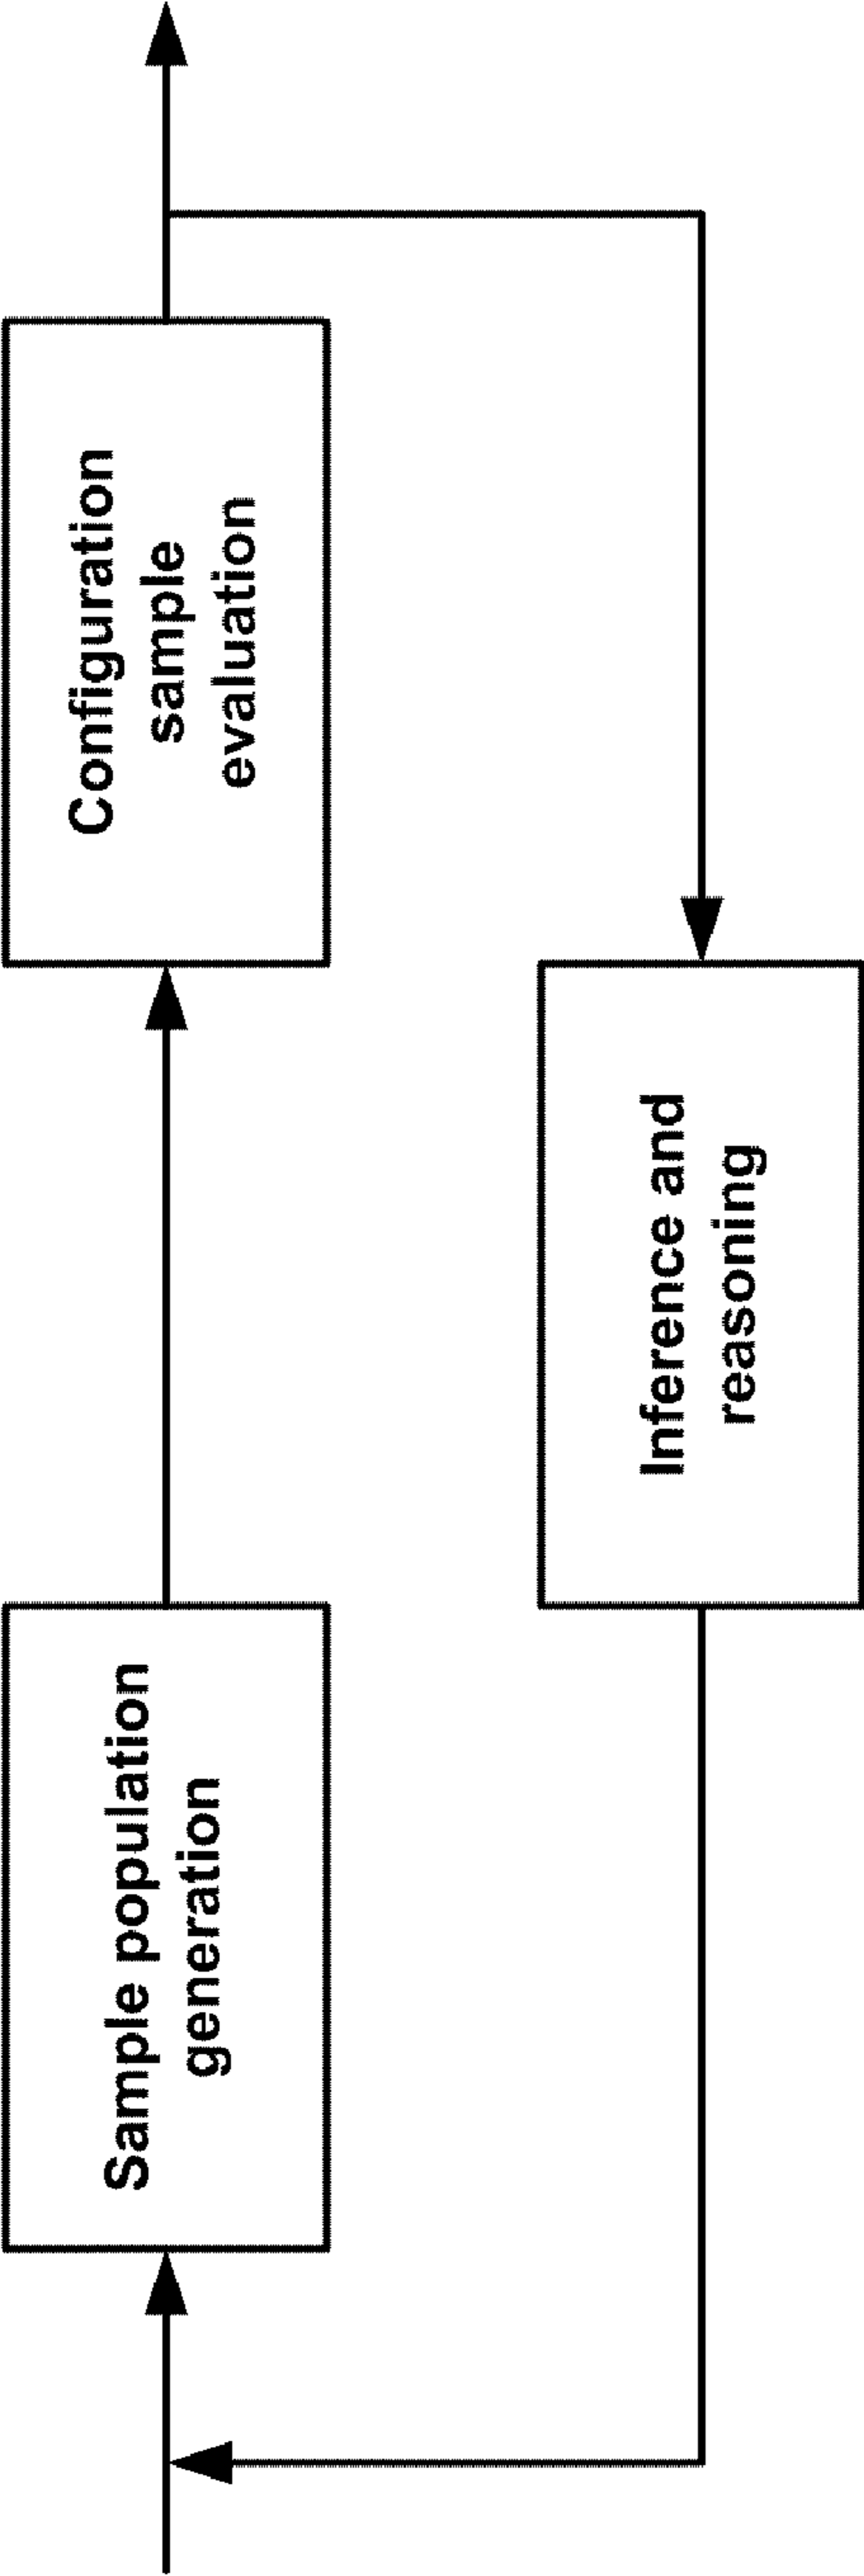 Sample population
generation
Configuration
sample
evaluation
Inference and
reasoning